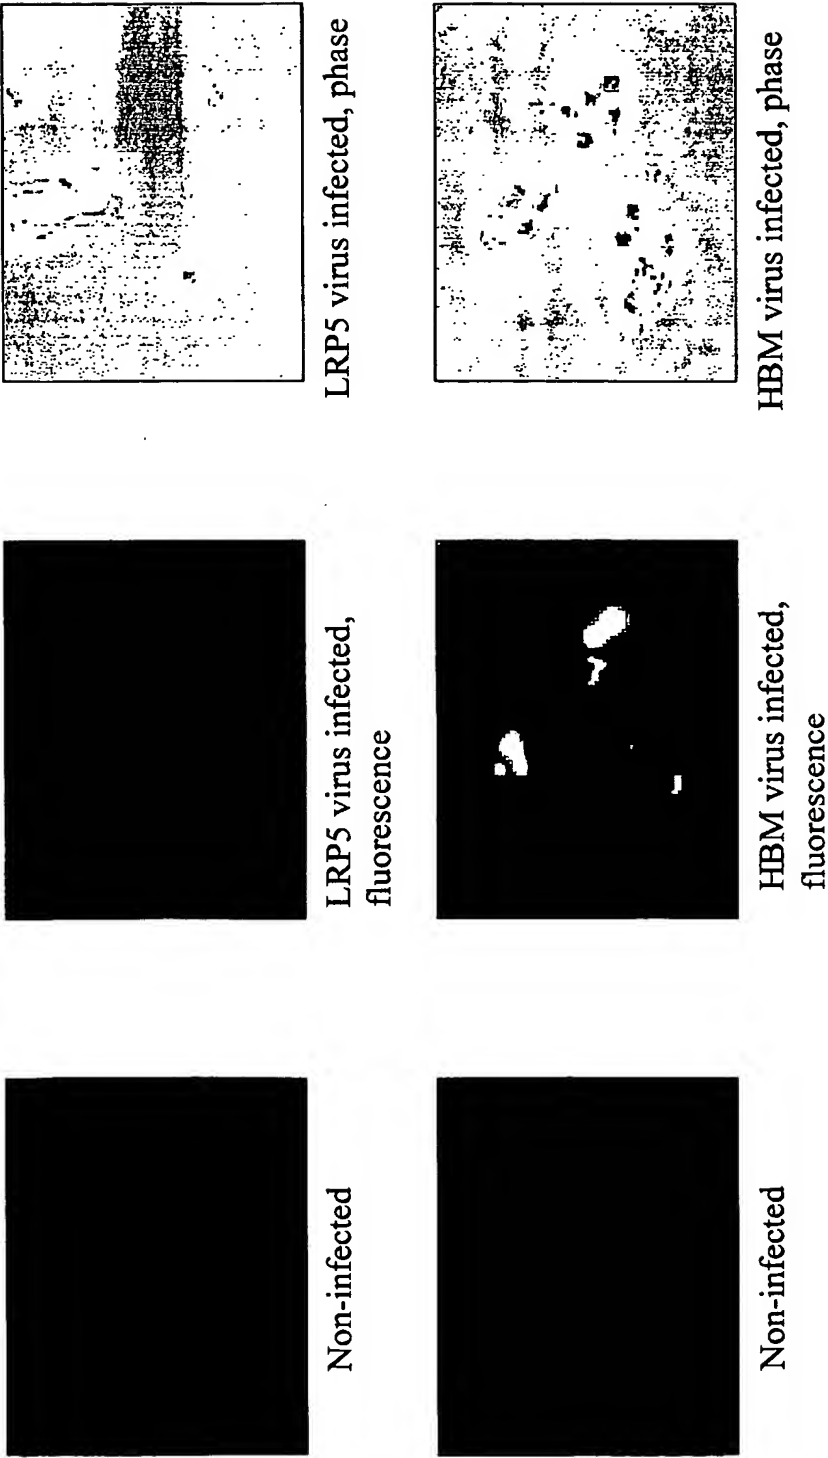 Non-infected
LRP5 virus infected,
fluorescence
LRP5 virus infected, phase
Non-infected
HBM virus infected,
fluorescence
HBM virus infected, phase